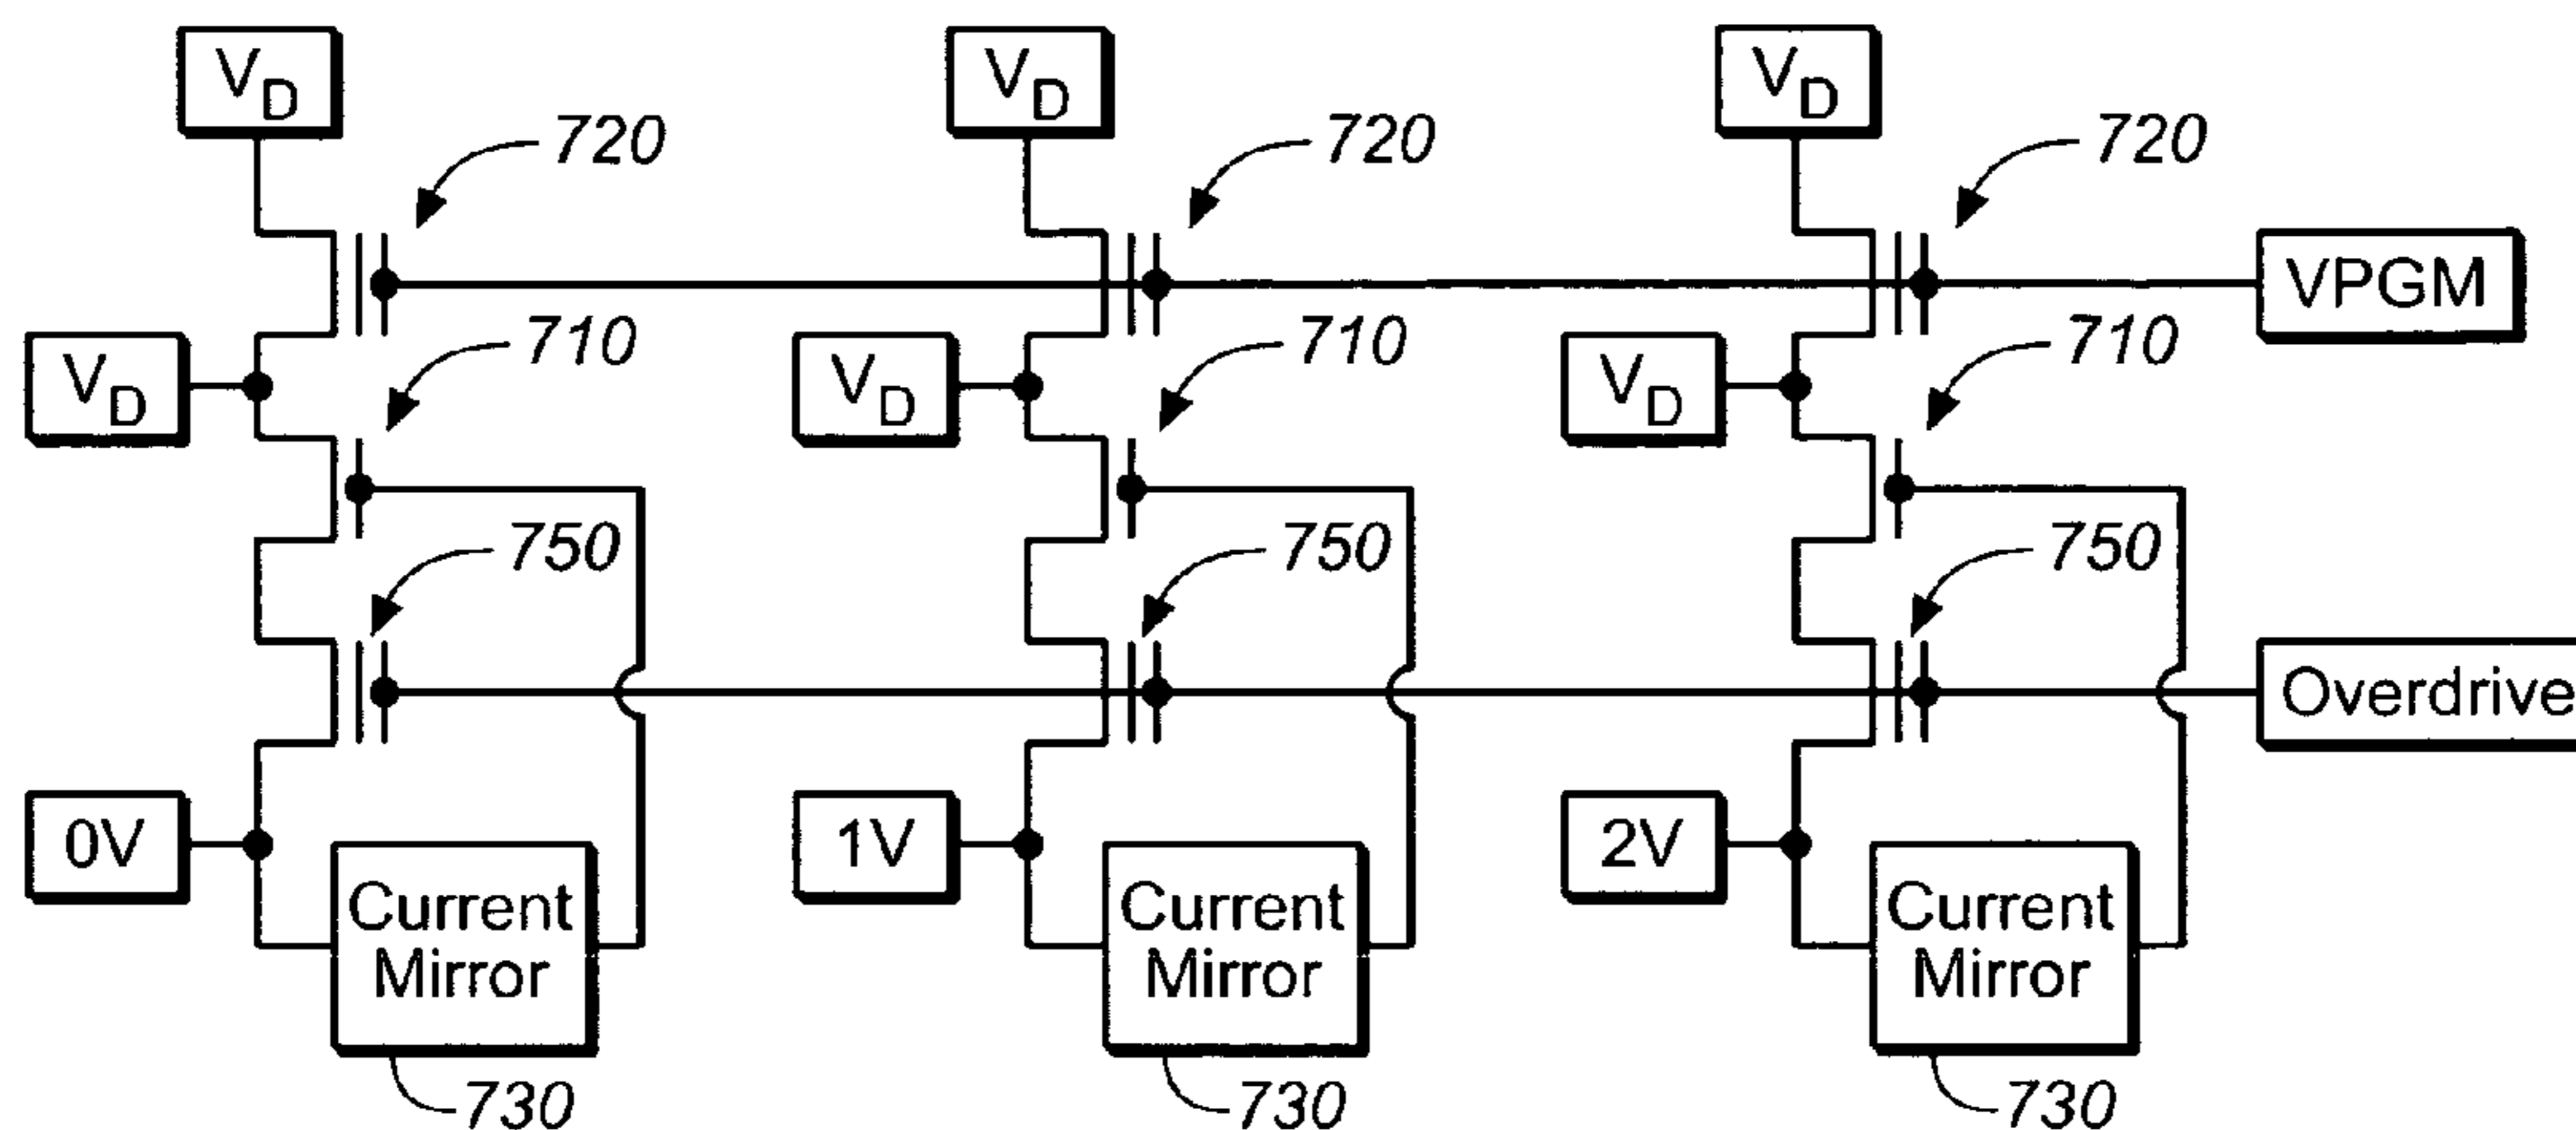 VD VD VD
720 720 720
VPGM
710 710 710
VD VD VD
750 750 750
Overdrive
0V 1V 2V
Current Current Current
Mirror Mirror Mirror
730 730 730